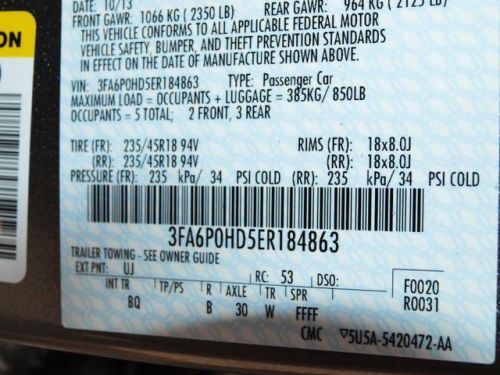 DATE: 10/13
FRONT GAWR: 1066 KG ( 2350 LB) REAR GAWR: 964 KG ( 2125 LB)
THIS VEHICLE CONFORMS TO ALL APPLICABLE FEDERAL MOTOR
VEHICLE SAFETY, BUMPER, AND THEFT PREVENTION STANDARDS
IN EFFECT ON THE DATE OF MANUFACTURE SHOWN ABOVE.
VIN: 3FA6P0HD5ER184863 TYPE: Passenger Car
MAXIMUM LOAD = OCCUPANTS + LUGGAGE = 385KG/ 850LB
OCCUPANTS = 5 TOTAL; 2 FRONT, 3 REAR
TIRE (FR): 235/45R18 94V RIMS (FR): 18x8.0J
(RR): 235/45R18 94V (RR): 18x8.0J
PRESSURE (FR): 235 kPa/ 34 PSI COLD (RR): 235 kPa/ 34 PSI COLD
3FA6P0HD5ER184863
TRAILER TOWING - SEE OWNER GUIDE
EXT PNT: UJ RC: 53 DSO: F0020
INT TR TP/PS R AXLE TR SPR R0031
BQ B 30 W FFFF
CMC ▽5U5A-5420472-AA